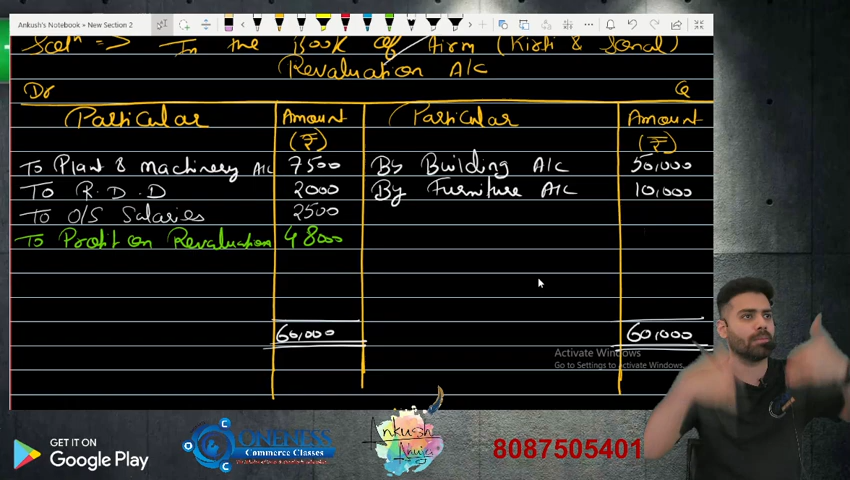 Ankush's Notebook » New Section 2
Soln => In the Book Of Firm (Kirti & Sonal)
Revaluation A/C
Dr Cr
Particular Amount (₹) Particular Amount (₹)
To Plant & Machinery A/C 7500 By Building A/C 50,000
To R.D.D 2000 By Furniture A/C 10,000
To O/S Salaries 2500
To Profit on Revaluation 48000
60,000 60,000
Activate Windows
Go to Settings to activate Windows.
GET IT ON
Google Play
ONENESS
Commerce Classes
Ankush
8087505401